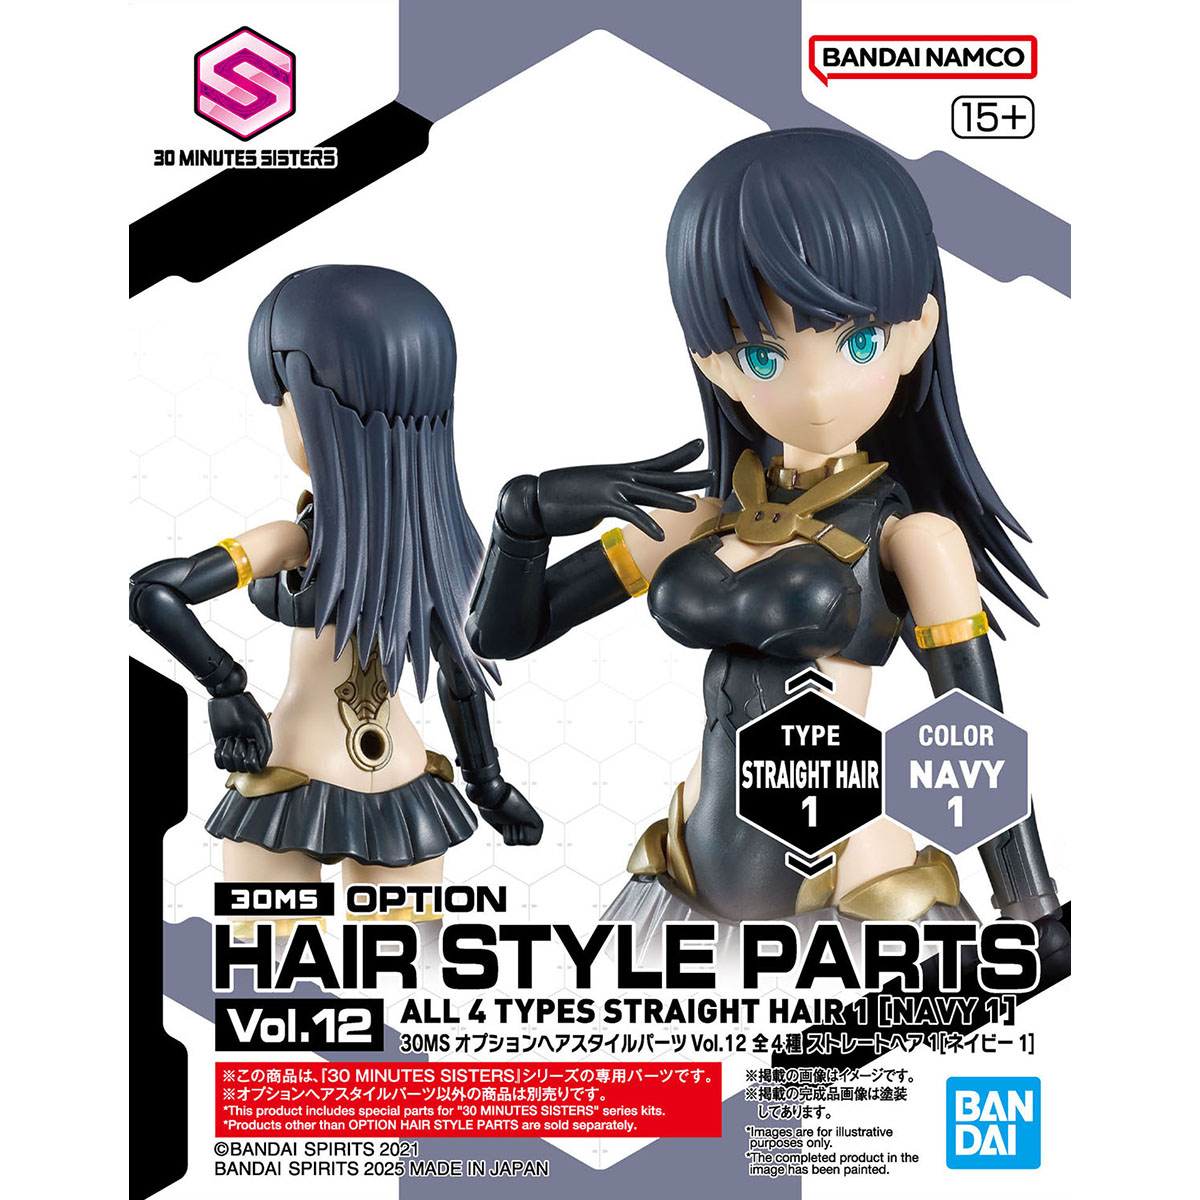 S
30 MINUTES SISTERS
BANDAI NAMCO
15+
TYPE
STRAIGHT HAIR
1
COLOR
NAVY
1
30MS OPTION
HAIR STYLE PARTS
Vol.12
ALL 4 TYPES STRAIGHT HAIR 1 [NAVY 1]
30MS オプションヘアスタイルパーツ Vol.12 全4種 ストレートヘア 1[ネイビー 1]
※この商品は、『30 MINUTES SISTERS』シリーズの専用パーツです。
※オプションヘアスタイルパーツ以外の商品は別売りです。
*This product includes special parts for "30 MINUTES SISTERS" series kits.
*Products other than OPTION HAIR STYLE PARTS are sold separately.
※掲載の画像はイメージです。
※掲載の完成品画像は塗装
してあります。
*Images are for illustrative
purposes only.
*The completed product in the
image has been painted.
BAN
DAI
©BANDAI SPIRITS 2021
BANDAI SPIRITS 2025 MADE IN JAPAN